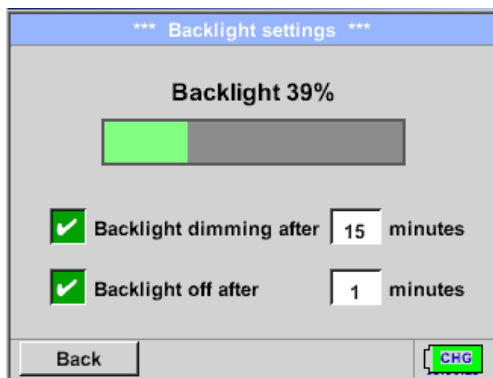 *** Backlight settings ***
Backlight 39%
Backlight dimming after 15 minutes
Backlight off after 1 minutes
Back
CHG